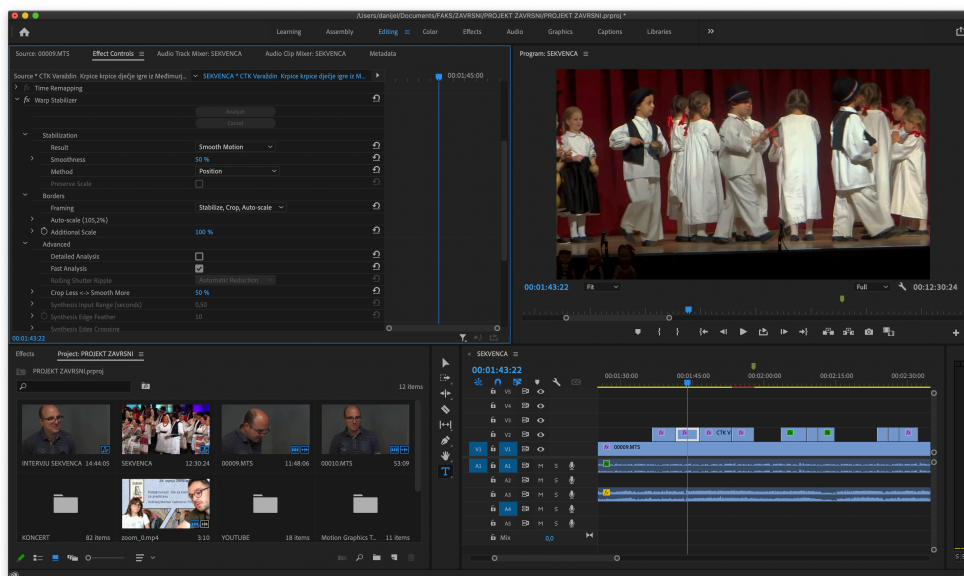 /Users/danijel/Documents/FAKS/ZAVRSNI/PROJEKT ZAVRSNI/PROJEKT ZAVRSNI.prproj *
Learning Assembly Editing Color Effects Audio Graphics Captions Libraries
Source: 00009.MTS Effect Controls Audio Track Mixer: SEKVENCA Audio Clip Mixer: SEKVENCA Metadata
Program: SEKVENCA
Source * CTK Varaždin Krpice krpice dječje igre iz Međimurj... SEKVENCA * CTK Varaždin Krpice krpice dječje igre iz M...
00:01:45:00
fx Time Remapping
fx Warp Stabilizer
Analyze
Cancel
Stabilization
Result Smooth Motion
Smoothness 50 %
Method Position
Preserve Scale
Borders
Framing Stabilize, Crop, Auto-scale
Auto-scale (105,2%)
Additional Scale 100 %
Advanced
Detailed Analysis
Fast Analysis
Rolling Shutter Ripple Automatic Reduction
Crop Less <-> Smooth More 50 %
Synthesis Input Range (seconds) 0,50
Synthesis Edge Feather 10
Synthesis Edge Cropping
00:01:43:22
00:01:43:22 Fit Full 00:12:30:24
Effects Project: PROJEKT ZAVRSNI
PROJEKT ZAVRSNI.prproj
12 items
INTERVJU SEKVENCA 14:44:05
SEKVENCA 12:30:24
00009.MTS 11:48:06
00010.MTS 53:09
KONCERT 82 items
zoom_0.mp4 3:10
YOUTUBE 18 items
Motion Graphics T... 11 items
SEKVENCA
00:01:43:22
00:01:30:00 00:01:45:00 00:02:00:00 00:02:15:00 00:02:30:00
V5
V4
V3
V2
fx fx fx CTK V fx
V1 V1
fx 00009.MTS
A1 A1 M S
A2 M S
A3 M S
A4 M S
A5 M S
Mix 0,0
S S